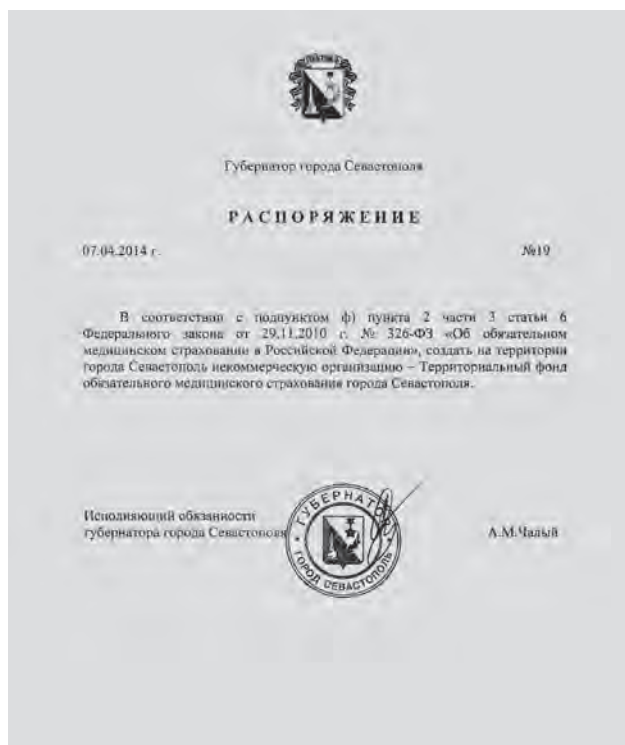 Губернатор города Севастополя
РАСПОРЯЖЕНИЕ
07.04.2014 г.
№19
В соответствии с подпунктом ф) пункта 2 части 3 статьи 6
Федерального закона от 29.11.2010 г. № 326-ФЗ «Об обязательном
медицинском страховании в Российской Федерации», создать на территории
города Севастополь некоммерческую организацию – Территориальный фонд
обязательного медицинского страхования города Севастополя.
Исполняющий обязанности
губернатора города Севастополя
ГУБЕРНАТОР
ГОРОД СЕВАСТОПОЛЬ
А.М.Чалый